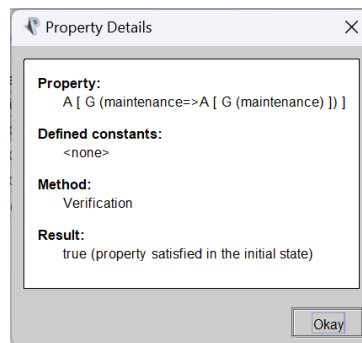 Property Details
Property:
A [ G (maintenance=>A [ G (maintenance) ]) ]
Defined constants:
<none>
Method:
Verification
Result:
true (property satisfied in the initial state)
Okay